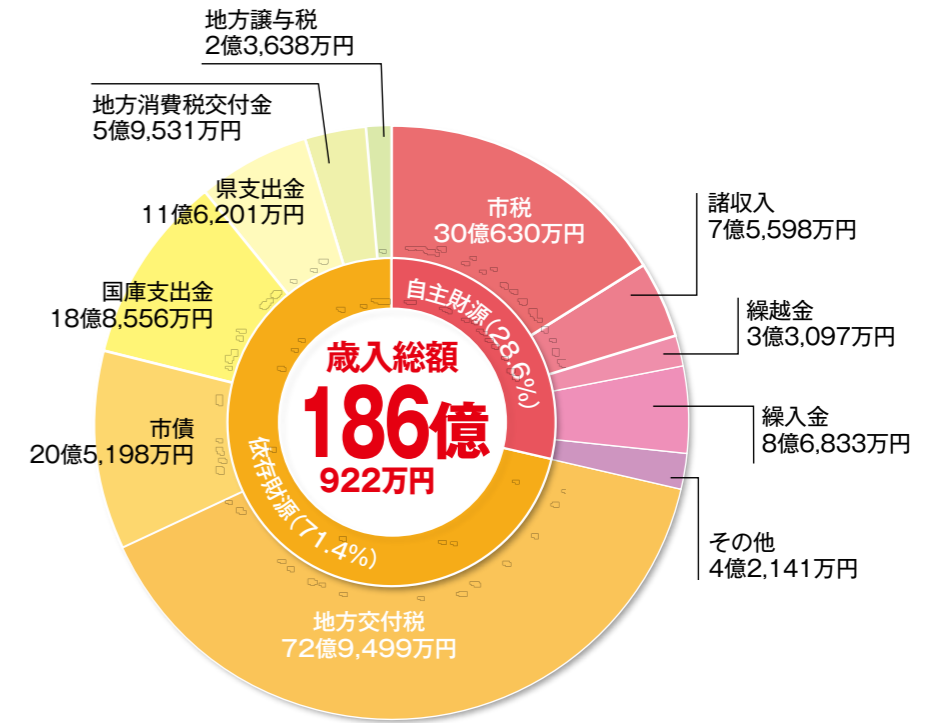 地方譲与税
2億3,638万円
地方消費税交付金
5億9,531万円
県支出金
11億6,201万円
国庫支出金
18億8,556万円
市債
20億5,198万円
地方交付税
72億9,499万円
市税
30億630万円
諸収入
7億5,598万円
繰越金
3億3,097万円
繰入金
8億6,833万円
その他
4億2,141万円
自主財源(28.6%)
依存財源(71.4%)
歳入総額
186億
922万円